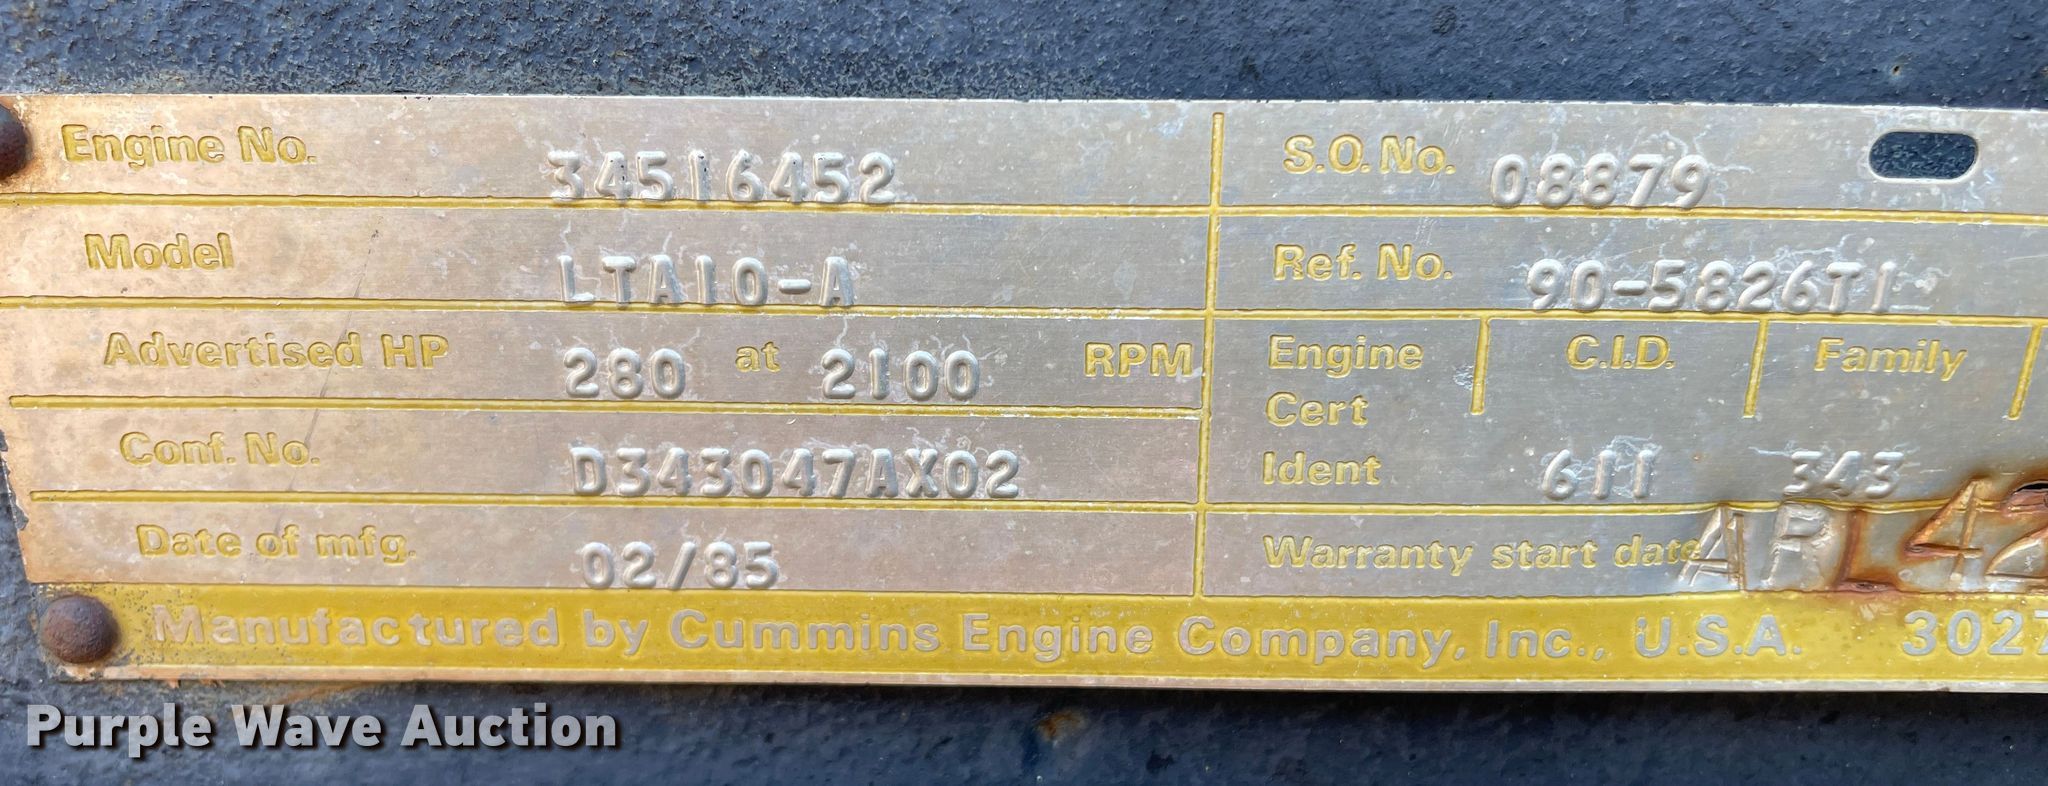 Engine No. 34516452
Model LTA10-A
Advertised HP 280 at 2100 RPM
Conf. No. D343047AX02
Date of mfg. 02/85
S.O. No. 08879
Ref. No. 90-5826T1
Engine C.I.D. Family
Cert
Ident 611 343
Warranty start date ARL42
Manufactured by Cummins Engine Company, Inc., U.S.A. 3027
Purple Wave Auction